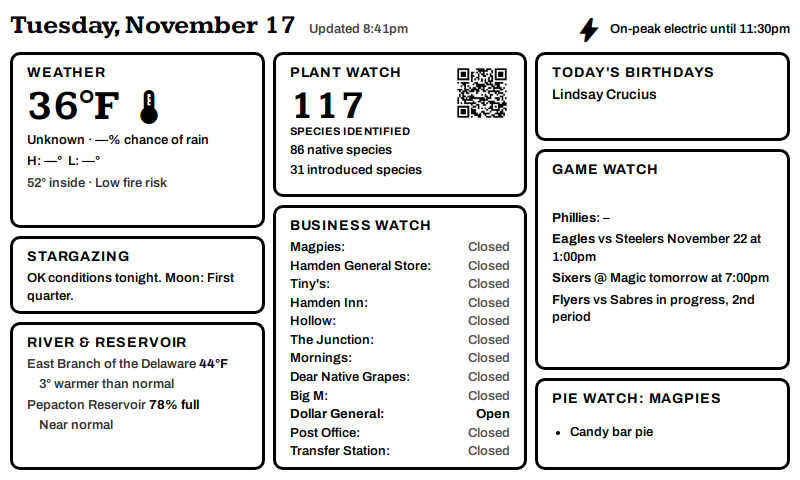 Tuesday, November 17
Updated 8:41pm
On-peak electric until 11:30pm
WEATHER
36°F
Unknown · —% chance of rain
H: —° L: —°
52° inside · Low fire risk
STARGAZING
OK conditions tonight. Moon: First
quarter.
RIVER & RESERVOIR
East Branch of the Delaware 44°F
3° warmer than normal
Pepacton Reservoir 78% full
Near normal
PLANT WATCH
117
SPECIES IDENTIFIED
86 native species
31 introduced species
BUSINESS WATCH
Magpies: Closed
Hamden General Store: Closed
Tiny's: Closed
Hamden Inn: Closed
Hollow: Closed
The Junction: Closed
Mornings: Closed
Dear Native Grapes: Closed
Big M: Closed
Dollar General: Open
Post Office: Closed
Transfer Station: Closed
TODAY'S BIRTHDAYS
Lindsay Crucius
GAME WATCH
Phillies: –
Eagles vs Steelers November 22 at
1:00pm
Sixers @ Magic tomorrow at 7:00pm
Flyers vs Sabres in progress, 2nd
period
PIE WATCH: MAGPIES
• Candy bar pie